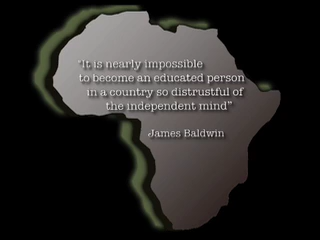 "It is nearly impossible
to become an educated person
in a country so distrustful of
the independent mind"
James Baldwin